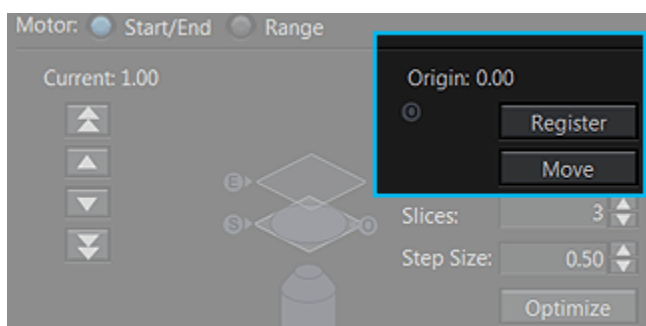 Motor: Start/End Range
Current: 1.00
Origin: 0.00
O
Register
Move
E
S
O
Slices: 3
Step Size: 0.50
Optimize